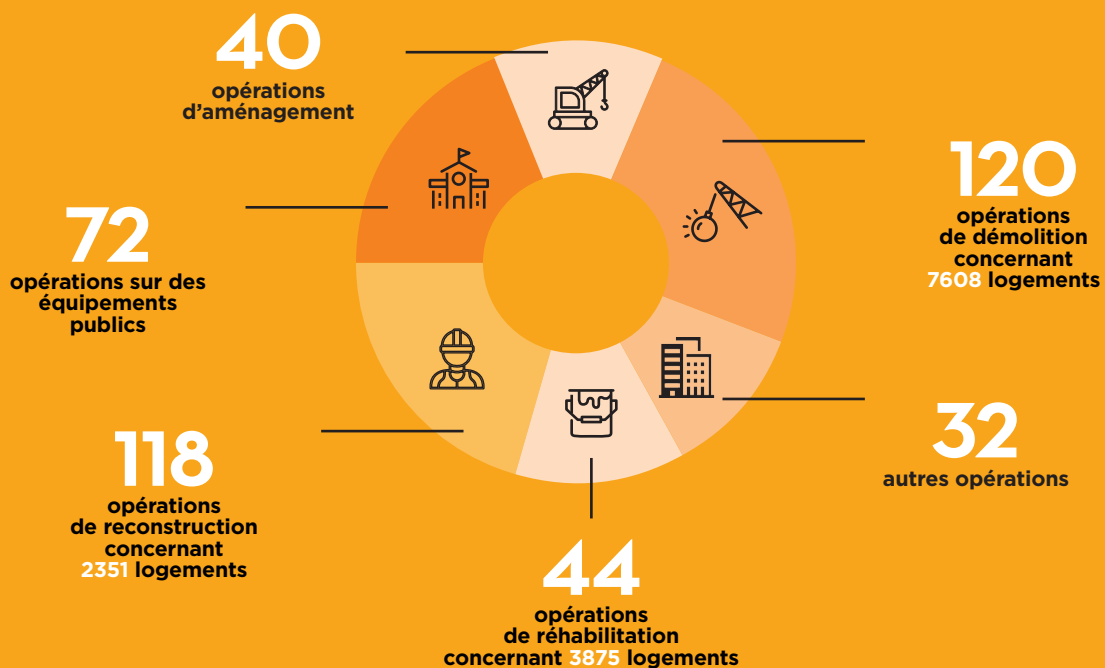 40
opérations
d'aménagement
120
opérations
de démolition
concernant
7608 logements
72
opérations sur des
équipements
publics
32
autres opérations
118
opérations
de reconstruction
concernant
2351 logements
44
opérations
de réhabilitation
concernant 3875 logements